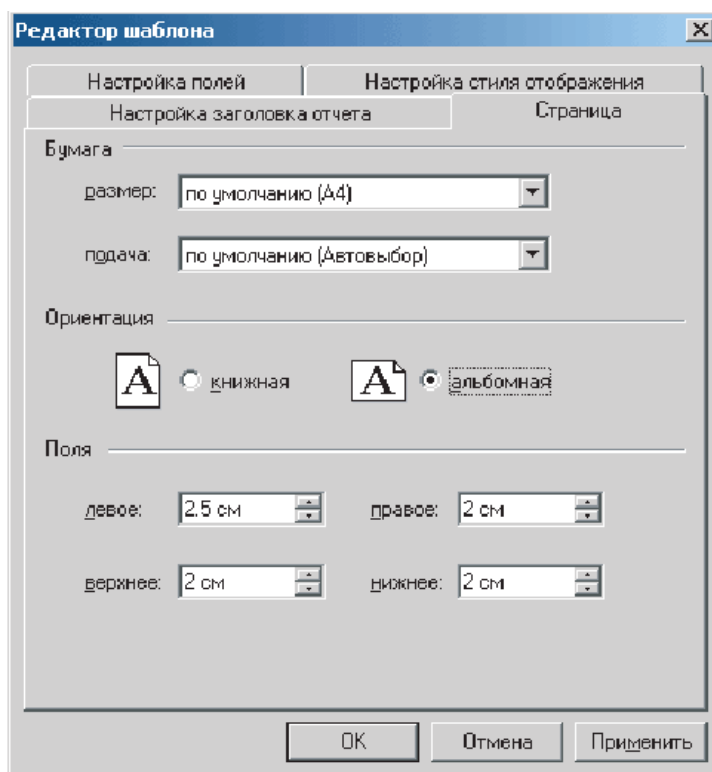 Редактор шаблона
Настройка полей Настройка стиля отображения
Настройка заголовка отчета Страница
Бумага
размер: по умолчанию (А4)
подача: по умолчанию (Автовыбор)
Ориентация
A книжная A альбомная
Поля
левое: 2.5 см правое: 2 см
верхнее: 2 см нижнее: 2 см
OK Отмена Применить